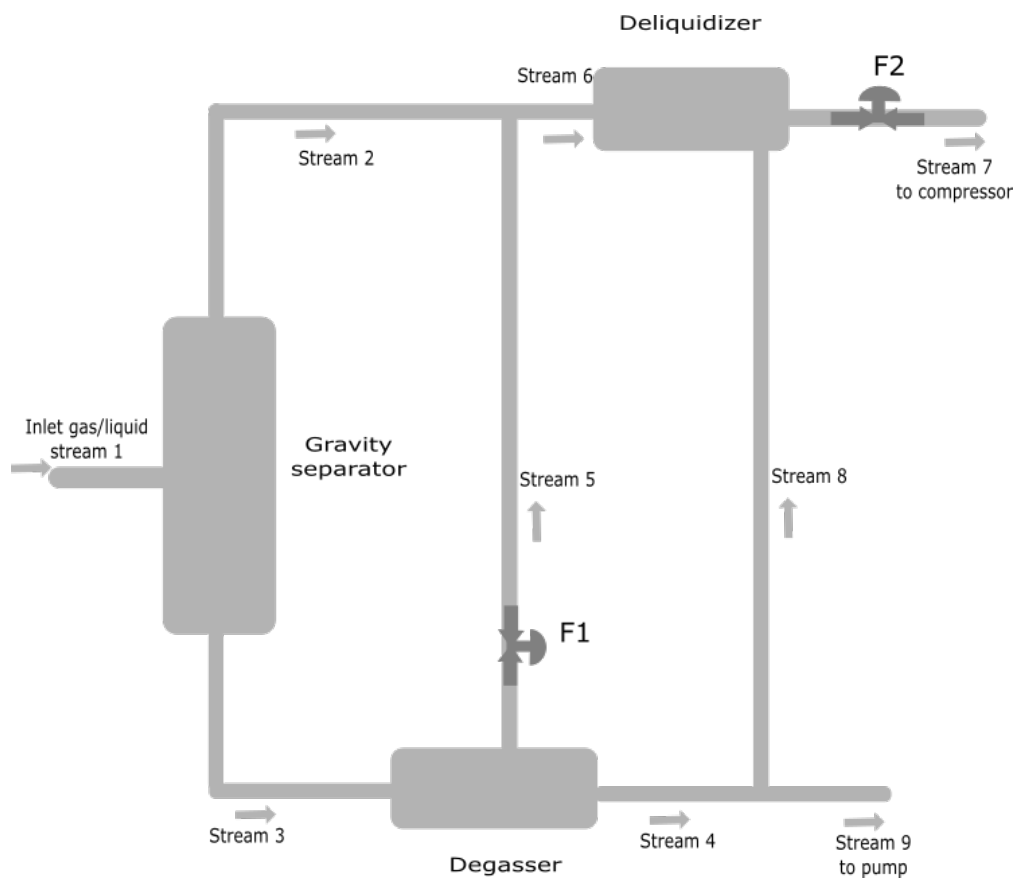 Deliquidizer
F2
Stream 6
Stream 2
Stream 7
to compressor
Inlet gas/liquid
stream 1
Gravity
separator
Stream 5
Stream 8
F1
Stream 3
Stream 4
Stream 9
to pump
Degasser